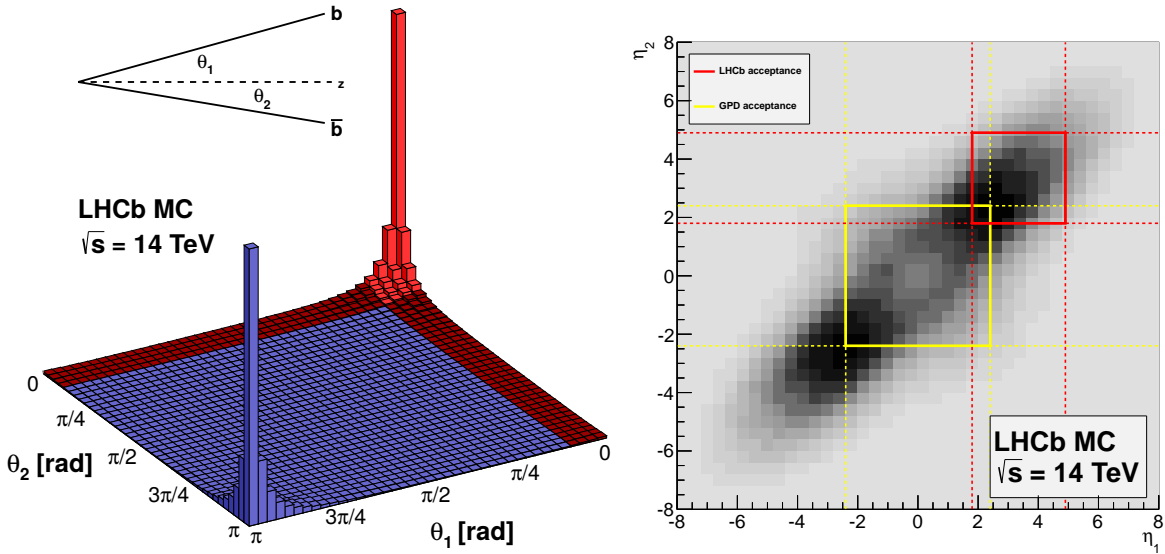 b
θ1
z
θ2
b̅
LHCb MC
√s = 14 TeV
0
π/4
π/2
3π/4
π
θ2 [rad]
π
3π/4
π/2
π/4
0
θ1 [rad]
η2
8
6
4
2
0
-2
-4
-6
-8
LHCb acceptance
GPD acceptance
LHCb MC
√s = 14 TeV
-8 -6 -4 -2 0 2 4 6 8
η1